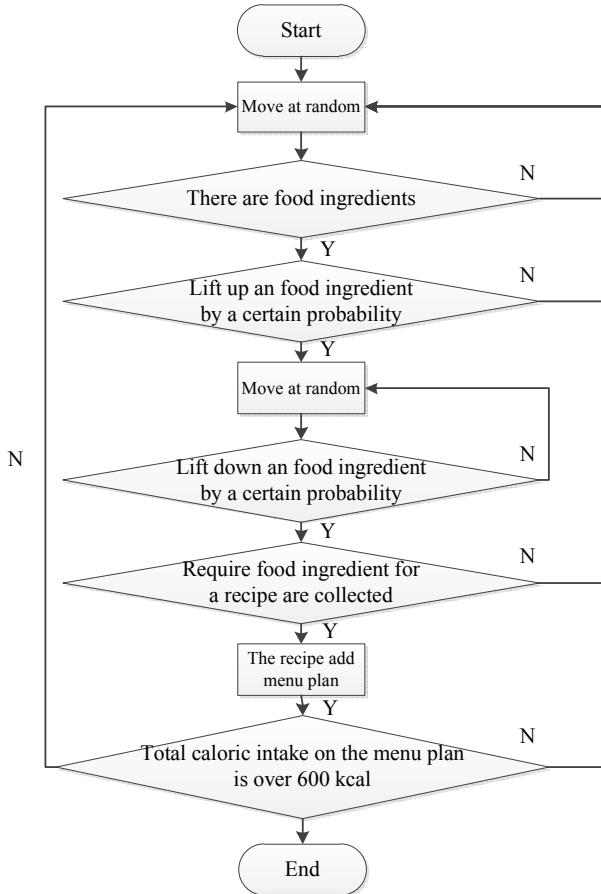 Start
Move at random
N
There are food ingredients
Y
N
Lift up an food ingredient
by a certain probability
Y
Move at random
N
Lift down an food ingredient
by a certain probability
N
Y
N
Require food ingredient for
a recipe are collected
Y
The recipe add
menu plan
Y
N
Total caloric intake on the menu plan
is over 600 kcal
End